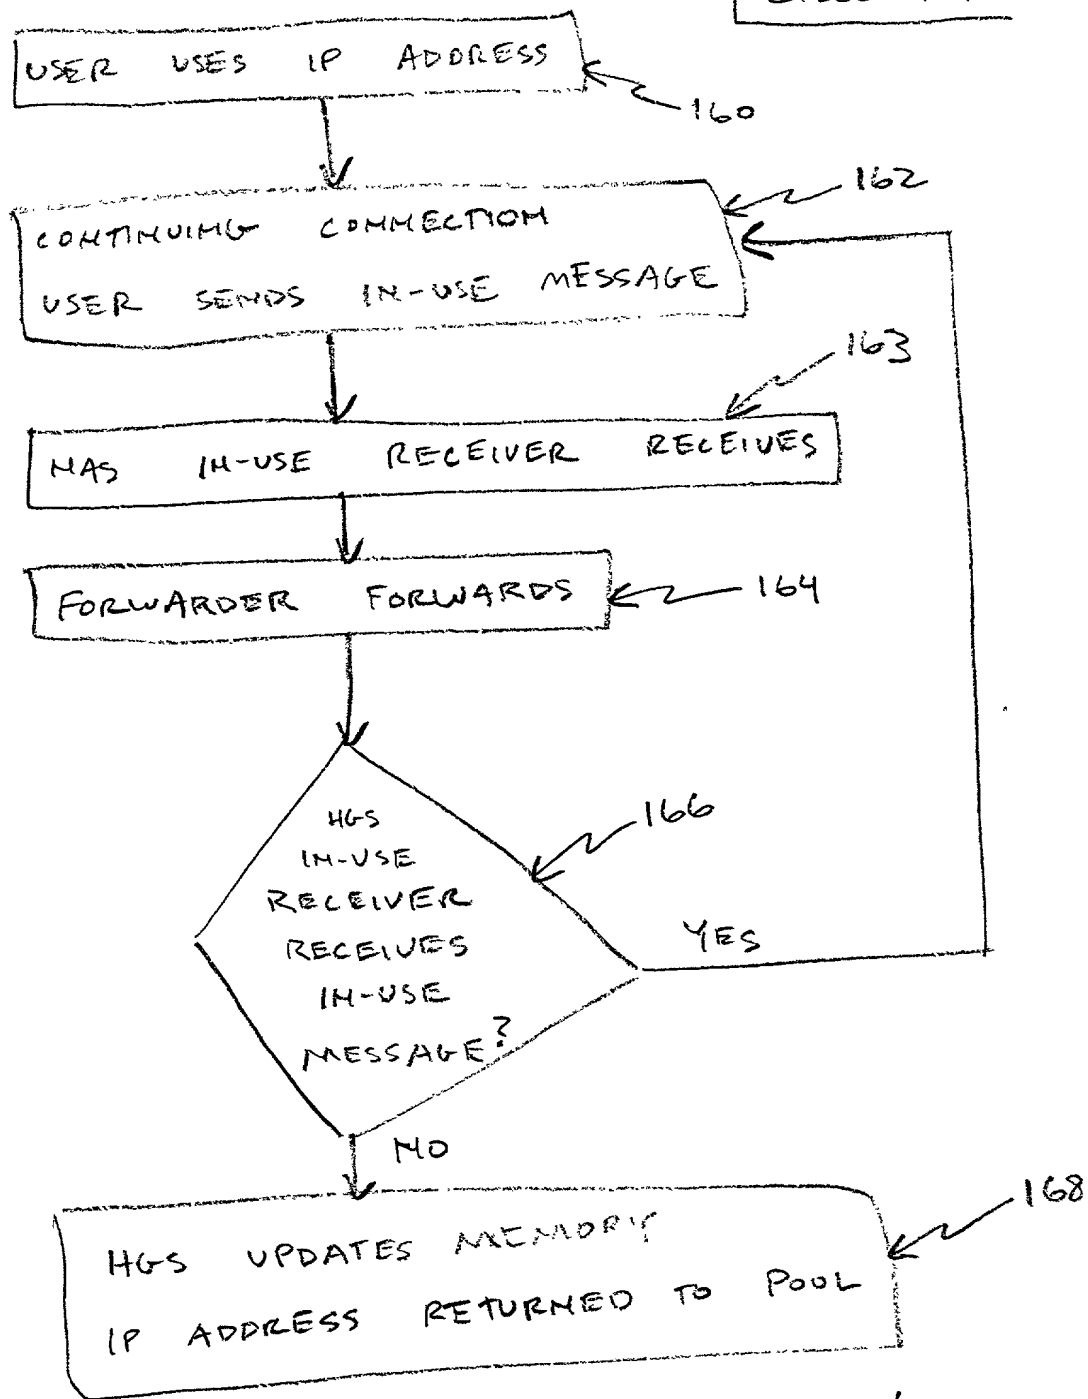 USER USES IP ADDRESS
160
162
CONTINUING CONNECTION
USER SENDS IN-USE MESSAGE
163
NAS IN-USE RECEIVER RECEIVES
FORWARDER FORWARDS
164
HGS
IN-USE
RECEIVER
RECEIVES
IN-USE
MESSAGE?
166
YES
NO
168
HGS UPDATES MEMORY
IP ADDRESS RETURNED TO POOL